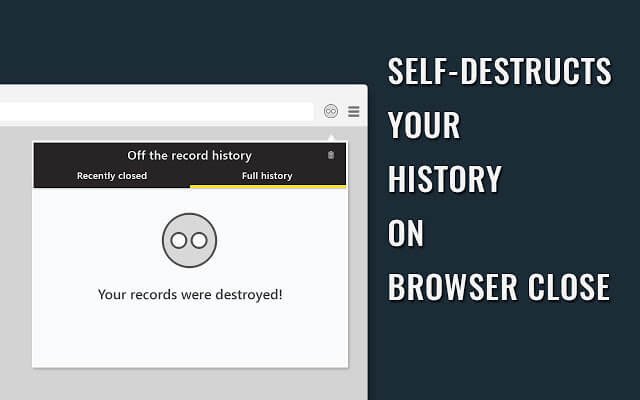 Off the record history
Recently closed
Full history
Your records were destroyed!
SELF-DESTRUCTS
YOUR
HISTORY
ON
BROWSER CLOSE